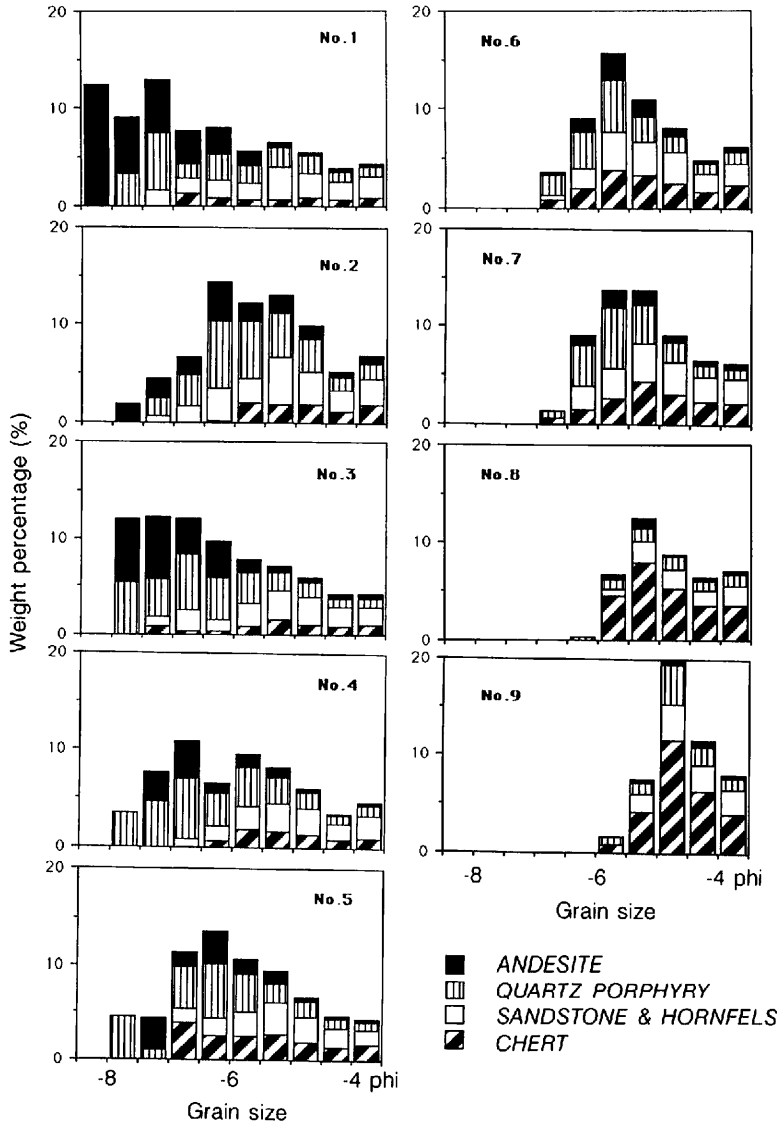 No.1
20
10
0
No.2
20
10
0
No.3
20
10
0
No.4
20
10
0
No.5
20
10
0
-8 -6 -4 phi
Grain size
Weight percentage (%)
No.6
20
10
0
No.7
20
10
0
No.8
20
10
0
No.9
20
10
0
-8 -6 -4 phi
Grain size
ANDESITE
QUARTZ PORPHYRY
SANDSTONE & HORNFELS
CHERT